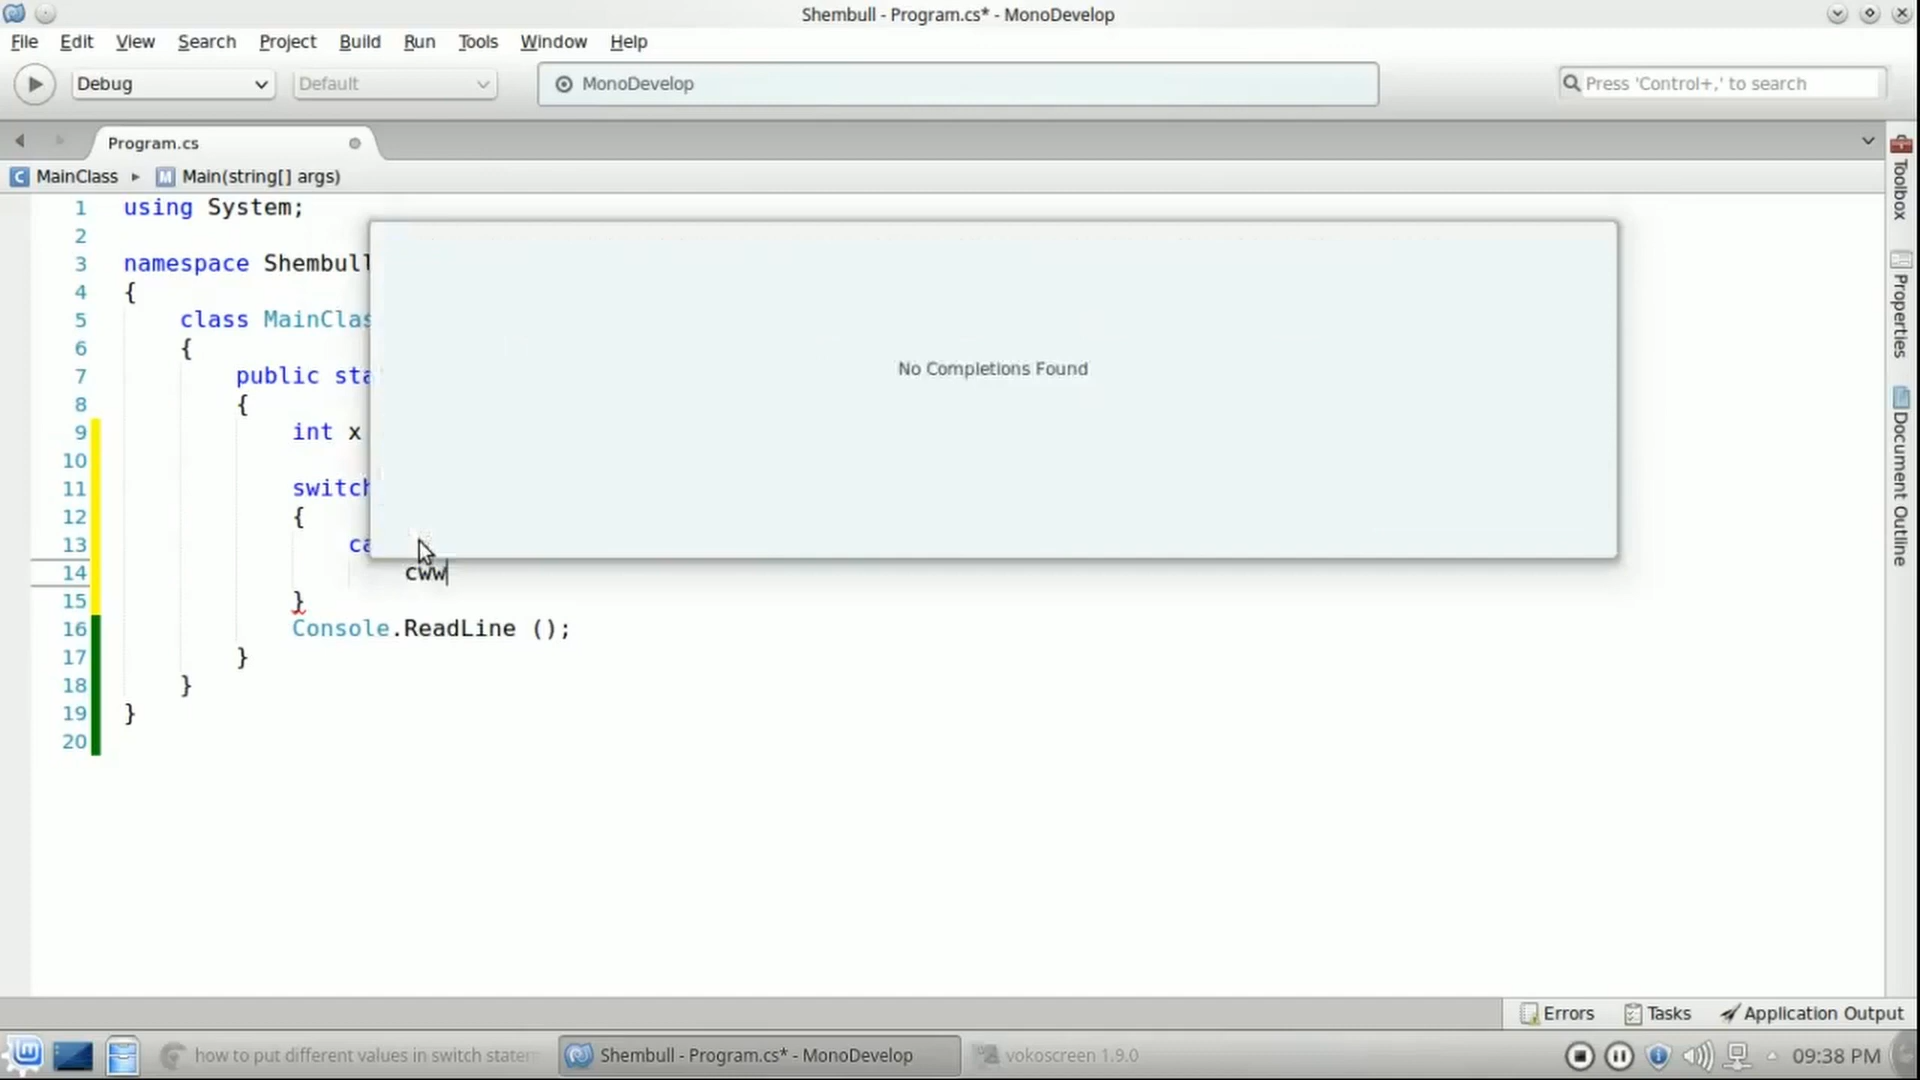 Shembull - Program.cs* - MonoDevelop
File Edit View Search Project Build Run Tools Window Help
Debug Default MonoDevelop Press 'Control+,' to search
Program.cs
MainClass Main(string[] args)
1 using System;
2
3 namespace Shembull
4 {
5 class MainClas
6 {
7 public sta
8 {
9 int x
10
11 switch
12 {
13 ca
14 cww
15 }
16 Console.ReadLine ();
17 }
18 }
19 }
20
No Completions Found
Toolbox
Properties
Document Outline
Errors Tasks Application Output
how to put different values in switch statem Shembull - Program.cs* - MonoDevelop vokoscreen 1.9.0 09:38 PM